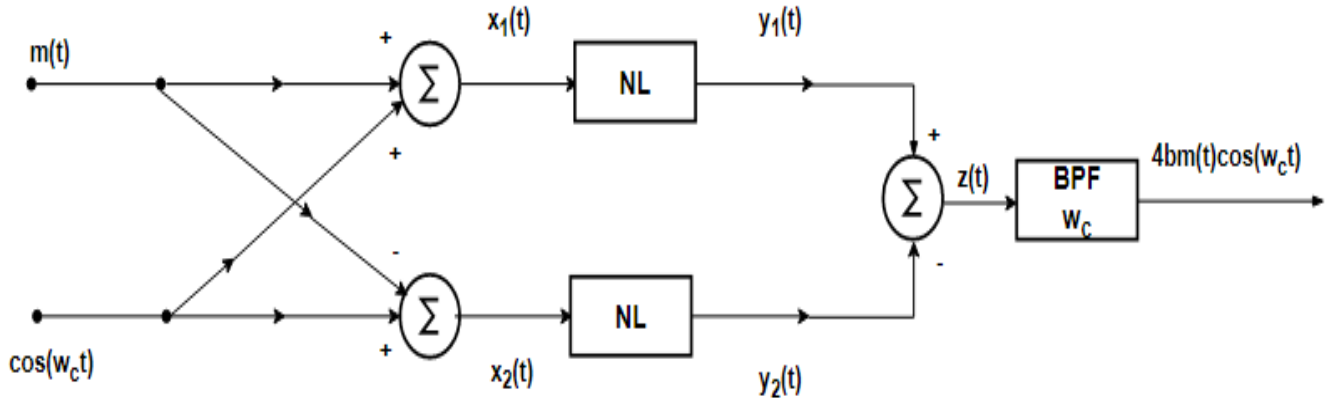 m(t)
+
x₁(t)
y₁(t)
Σ
NL
+
+
4bm(t)cos(w_ct)
Σ
z(t)
BPF
W_C
-
-
Σ
NL
+
cos(w_ct)
x₂(t)
y₂(t)